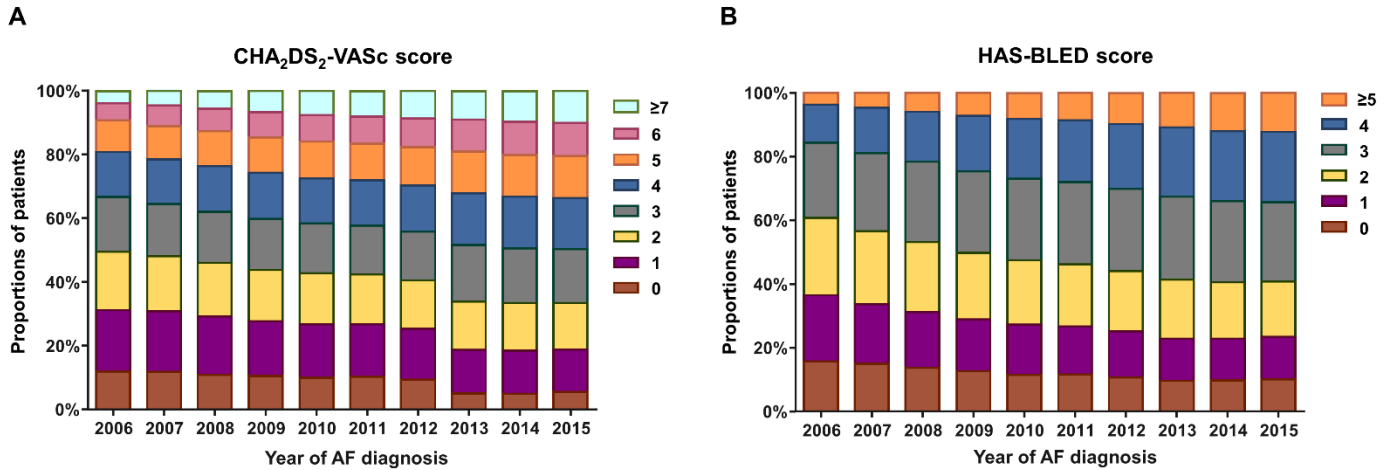 A
CHA₂DS₂-VASc score
Proportions of patients
100%
80%
60%
40%
20%
0%
2006 2007 2008 2009 2010 2011 2012 2013 2014 2015
Year of AF diagnosis
≥7
6
5
4
3
2
1
0
B
HAS-BLED score
Proportions of patients
100%
80%
60%
40%
20%
0%
2006 2007 2008 2009 2010 2011 2012 2013 2014 2015
Year of AF diagnosis
≥5
4
3
2
1
0